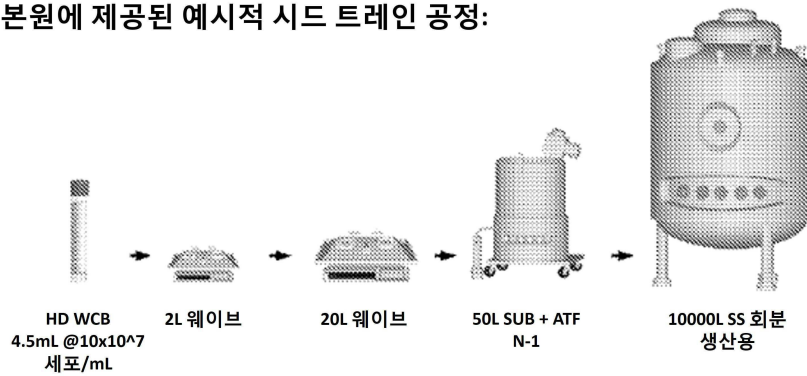 본원에 제공된 예시적 시드 트레인 공정:
HD WCB
4.5mL @10x10^7
세포/mL
2L 웨이브
20L 웨이브
50L SUB + ATF
N-1
10000L SS 회분
생산용